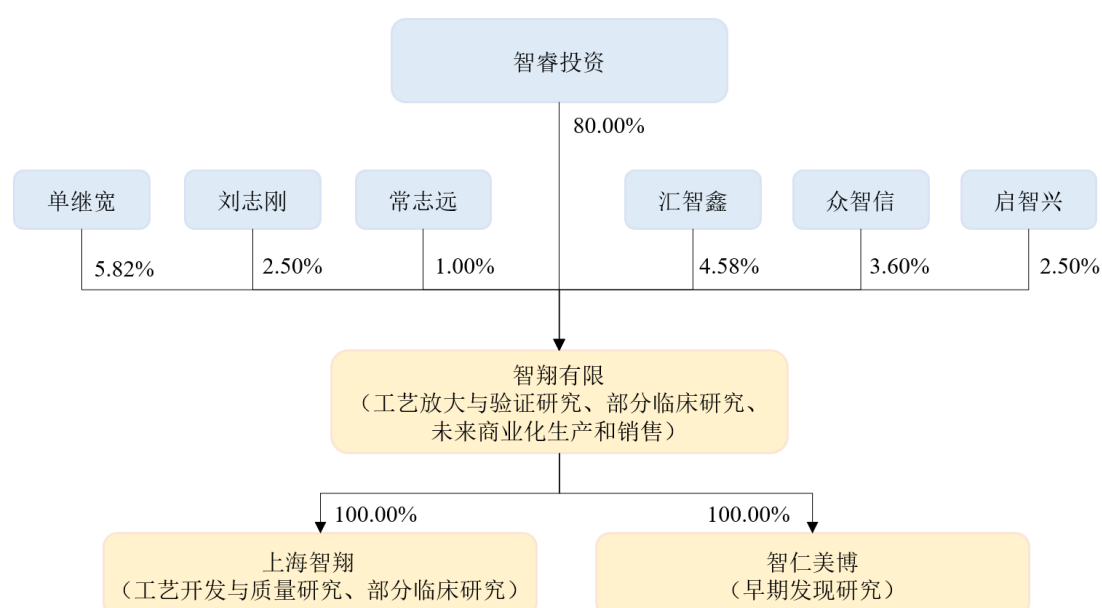 智睿投资
80.00%
单继宽
刘志刚
常志远
汇智鑫
众智信
启智兴
5.82%
2.50%
1.00%
4.58%
3.60%
2.50%
智翔有限
（工艺放大与验证研究、部分临床研究、
未来商业化生产和销售）
100.00%
100.00%
上海智翔
（工艺开发与质量研究、部分临床研究）
智仁美博
（早期发现研究）